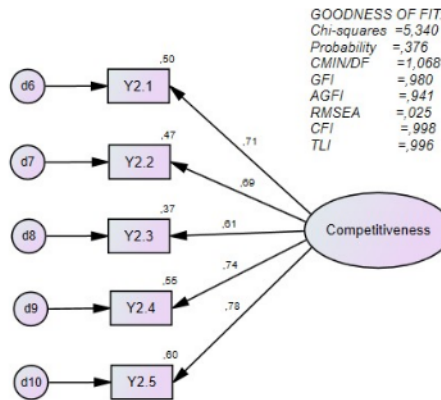 GOODNESS OF FIT
Chi-squares =5,340
Probability =,376
CMIN/DF =1,068
GFI =,980
AGFI =,941
RMSEA =,025
CFI =,998
TLI =,996
,50
d6 Y2.1
,71
,47
d7 Y2.2
,69
,37
d8 Y2.3
,61
Competitiveness
,55
d9 Y2.4
,74
,60
d10 Y2.5
,78